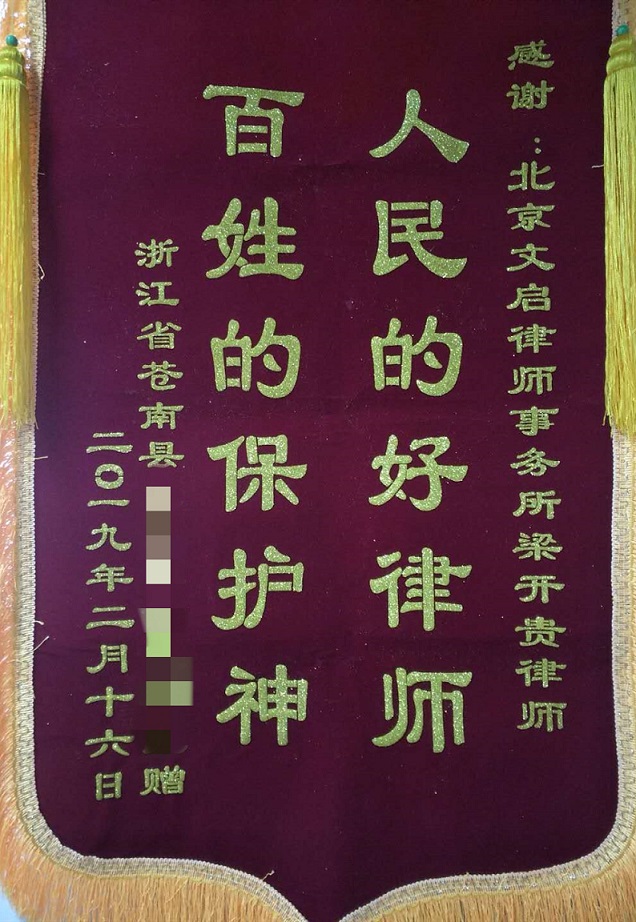 感谢：北京文启律师事务所梁开贵律师
人民的好律师
百姓的保护神
浙江省苍南县
赠
二〇一九年二月十六日